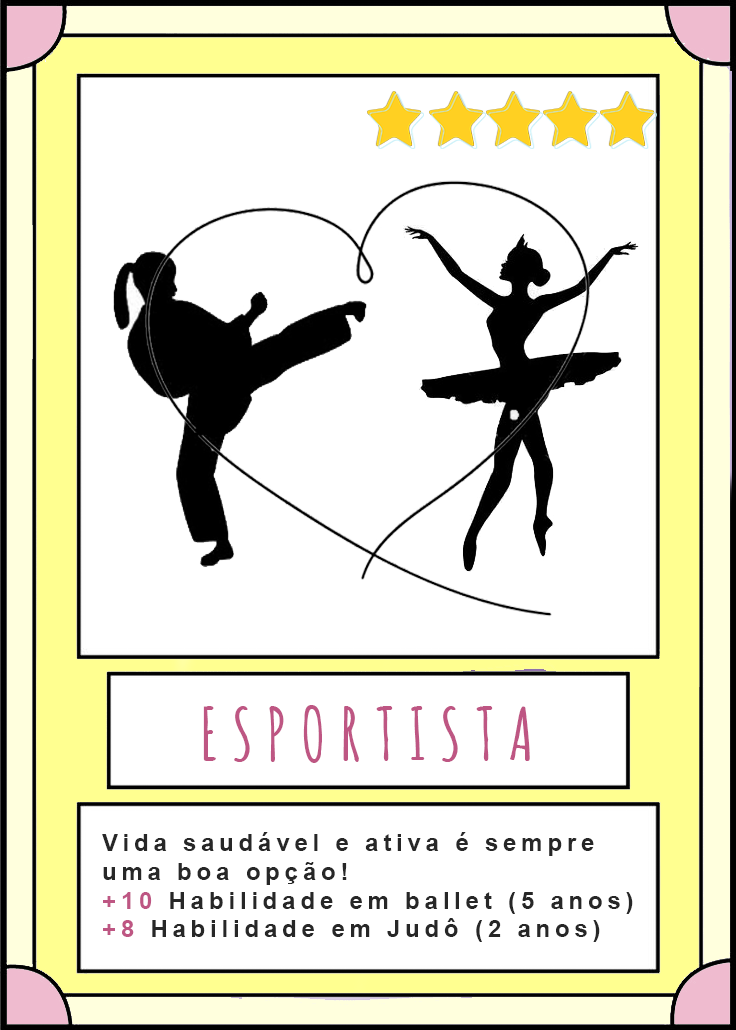 ESPORTISTA
Vida saudável e ativa é sempre
uma boa opção!
+10 Habilidade em ballet (5 anos)
+8 Habilidade em Judô (2 anos)